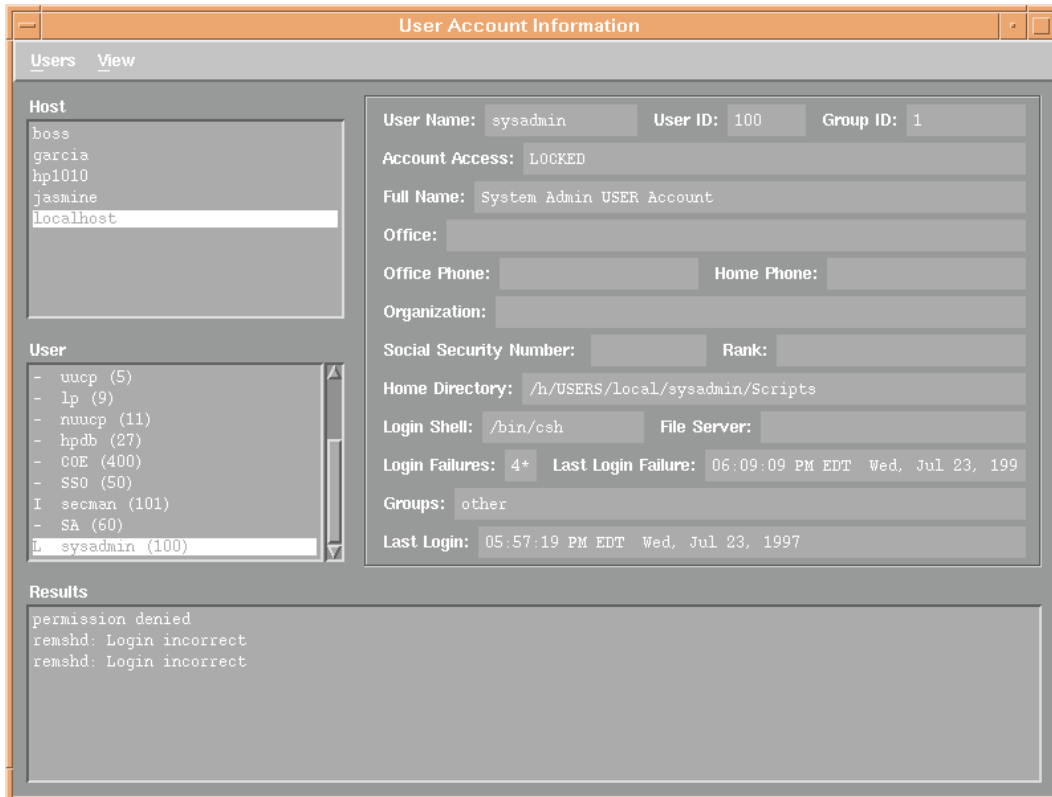 User Account Information
Users View
Host
boss
garcia
hp1010
jasmine
localhost
User
- uucp (5)
- lp (9)
- nuucp (11)
- hpdb (27)
- COE (400)
- SSO (50)
I secman (101)
- SA (60)
L sysadmin (100)
User Name: sysadmin User ID: 100 Group ID: 1
Account Access: LOCKED
Full Name: System Admin USER Account
Office:
Office Phone: Home Phone:
Organization:
Social Security Number: Rank:
Home Directory: /h/USERS/local/sysadmin/Scripts
Login Shell: /bin/csh File Server:
Login Failures: 4* Last Login Failure: 06:09:09 PM EDT Wed, Jul 23, 199
Groups: other
Last Login: 05:57:19 PM EDT Wed, Jul 23, 1997
Results
permission denied
remshd: Login incorrect
remshd: Login incorrect